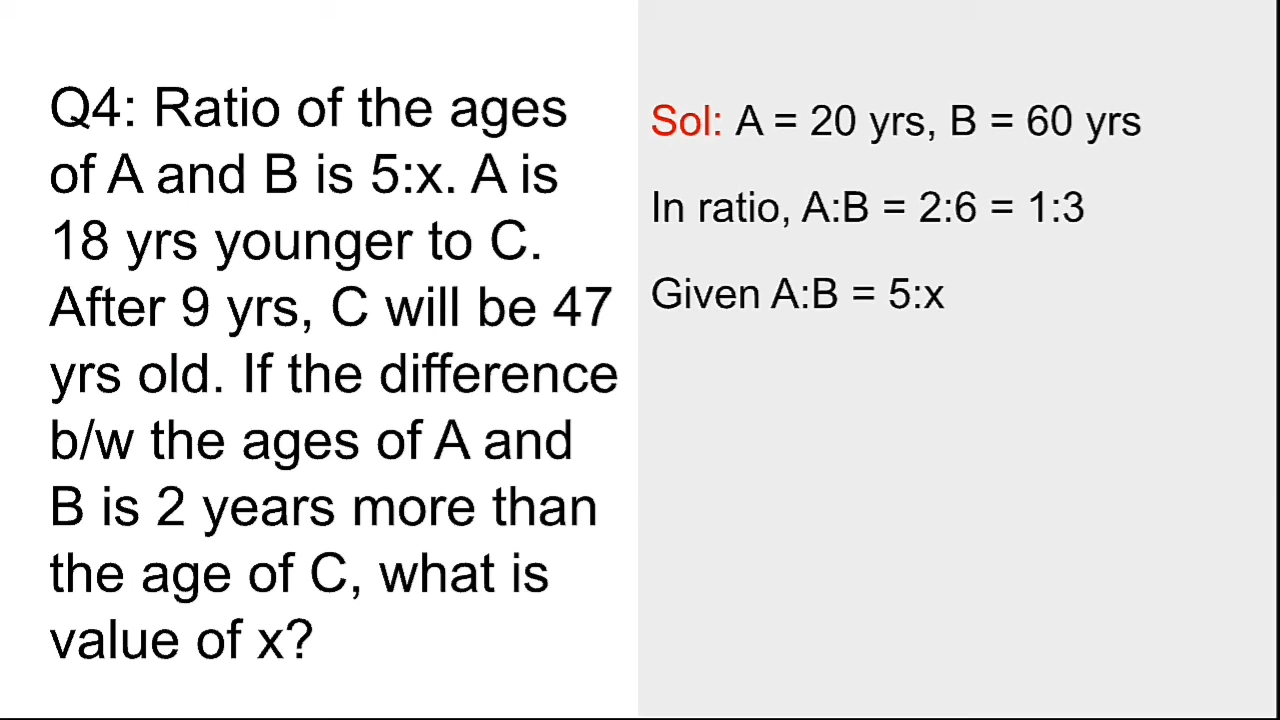 Q4: Ratio of the ages
of A and B is 5:x. A is
18 yrs younger to C.
After 9 yrs, C will be 47
yrs old. If the difference
b/w the ages of A and
B is 2 years more than
the age of C, what is
value of x?
Sol: A = 20 yrs, B = 60 yrs
In ratio, A:B = 2:6 = 1:3
Given A:B = 5:x